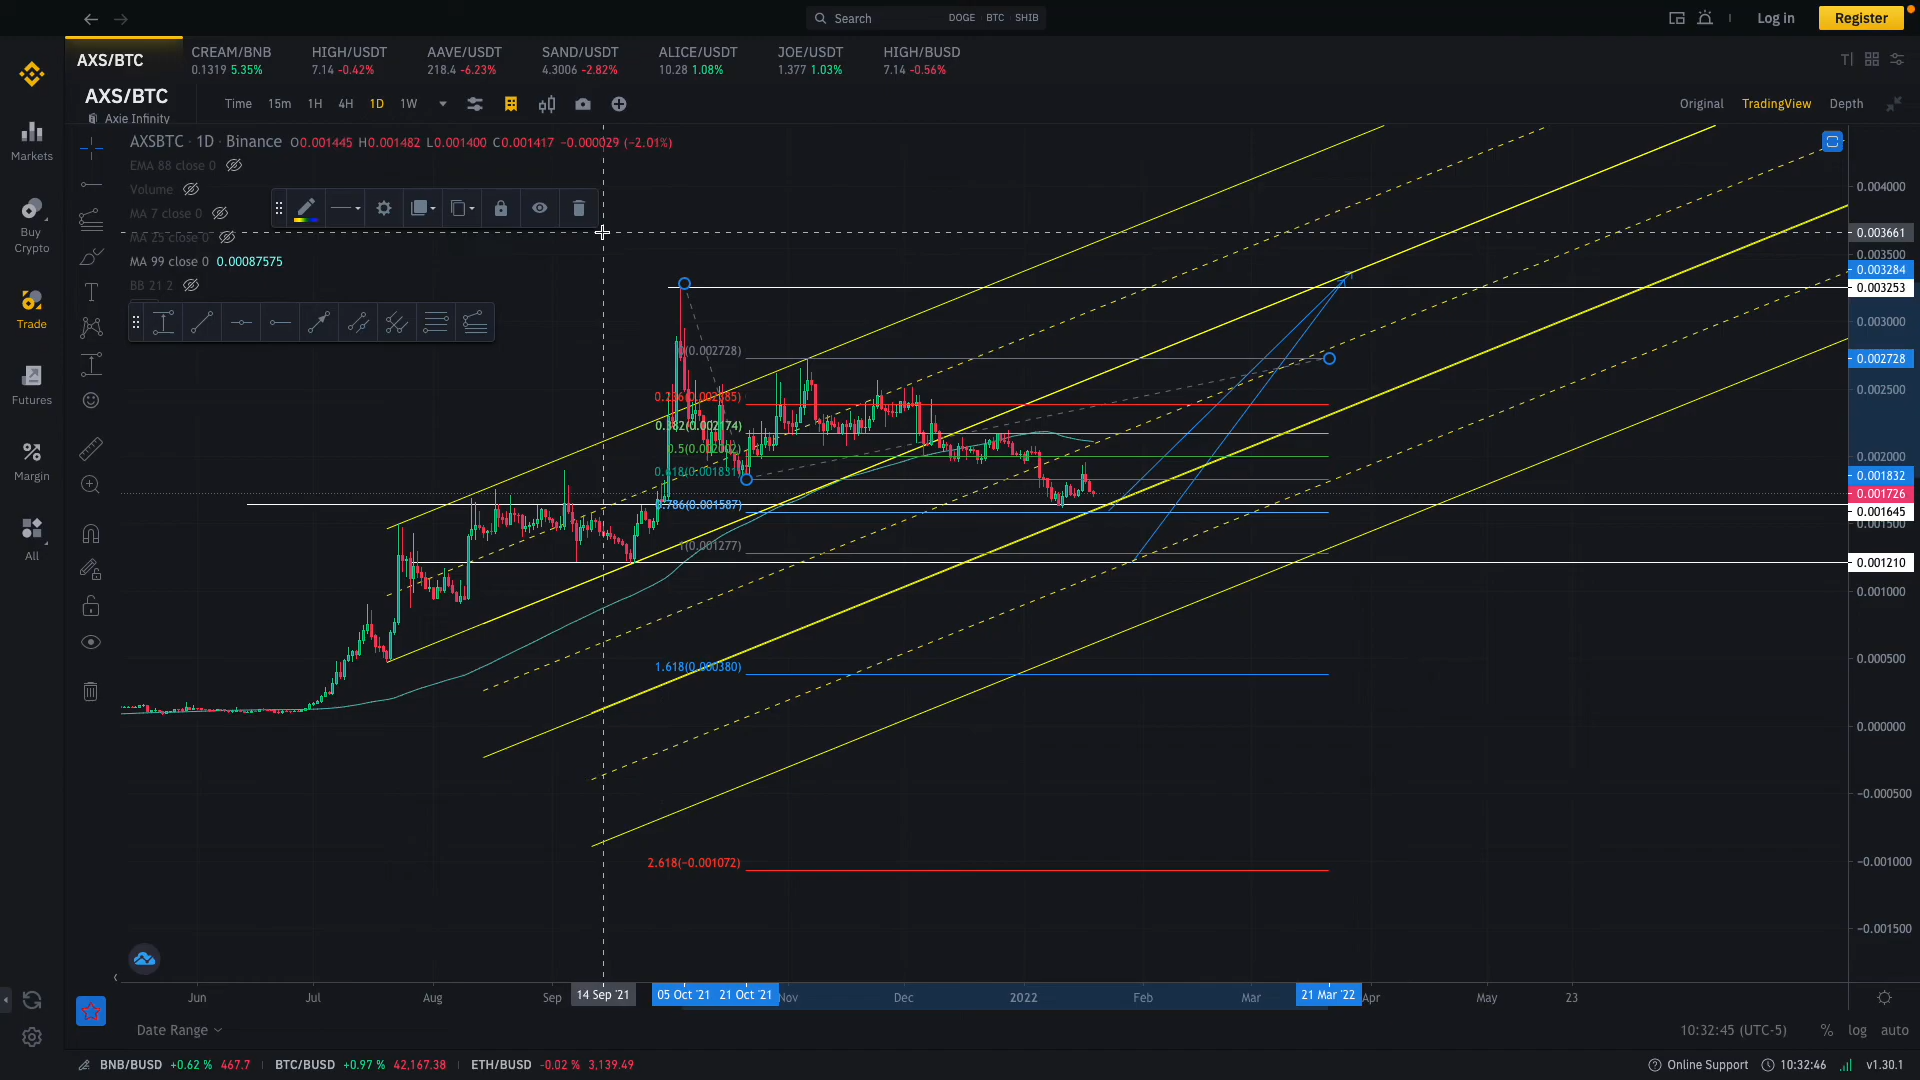 Search DOGE BTC SHIB
Log in
Register
AXS/BTC
CREAM/BNB
0.1319 5.35%
HIGH/USDT
7.14 -0.42%
AAVE/USDT
218.4 -6.23%
SAND/USDT
4.3006 -2.82%
ALICE/USDT
10.28 1.08%
JOE/USDT
1.377 1.03%
HIGH/BUSD
7.14 -0.56%
AXS/BTC
Axie Infinity
Time 15m 1H 4H 1D 1W
Original TradingView Depth
Markets
Buy
Crypto
Trade
Futures
Margin
All
AXSBTC · 1D · Binance O0.001445 H0.001482 L0.001400 C0.001417 -0.000029 (-2.01%)
EMA 88 close 0
Volume
MA 7 close 0
MA 25 close 0
MA 99 close 0 0.00087575
BB 21 2
0(0.002728)
0.236(0.002385)
0.382(0.002174)
0.618(0.001831)
0.786(0.001587)
1(0.001277)
1.618(0.000380)
2.618(-0.001072)
0.004000
0.003661
0.003500
0.003284
0.003253
0.003000
0.002728
0.002500
0.002000
0.001832
0.001726
0.001645
0.001500
0.001210
0.001000
0.000500
0.000000
-0.000500
-0.001000
-0.001500
Jun Jul Aug Sep 14 Sep '21 05 Oct '21 21 Oct '21 Nov Dec 2022 Feb Mar 21 Mar '22 Apr May 23
Date Range
10:32:45 (UTC-5) % log auto
BNB/BUSD +0.62 % 467.7 BTC/BUSD +0.97 % 42,167.38 ETH/BUSD -0.02 % 3,139.49
Online Support 10:32:46 v1.30.1